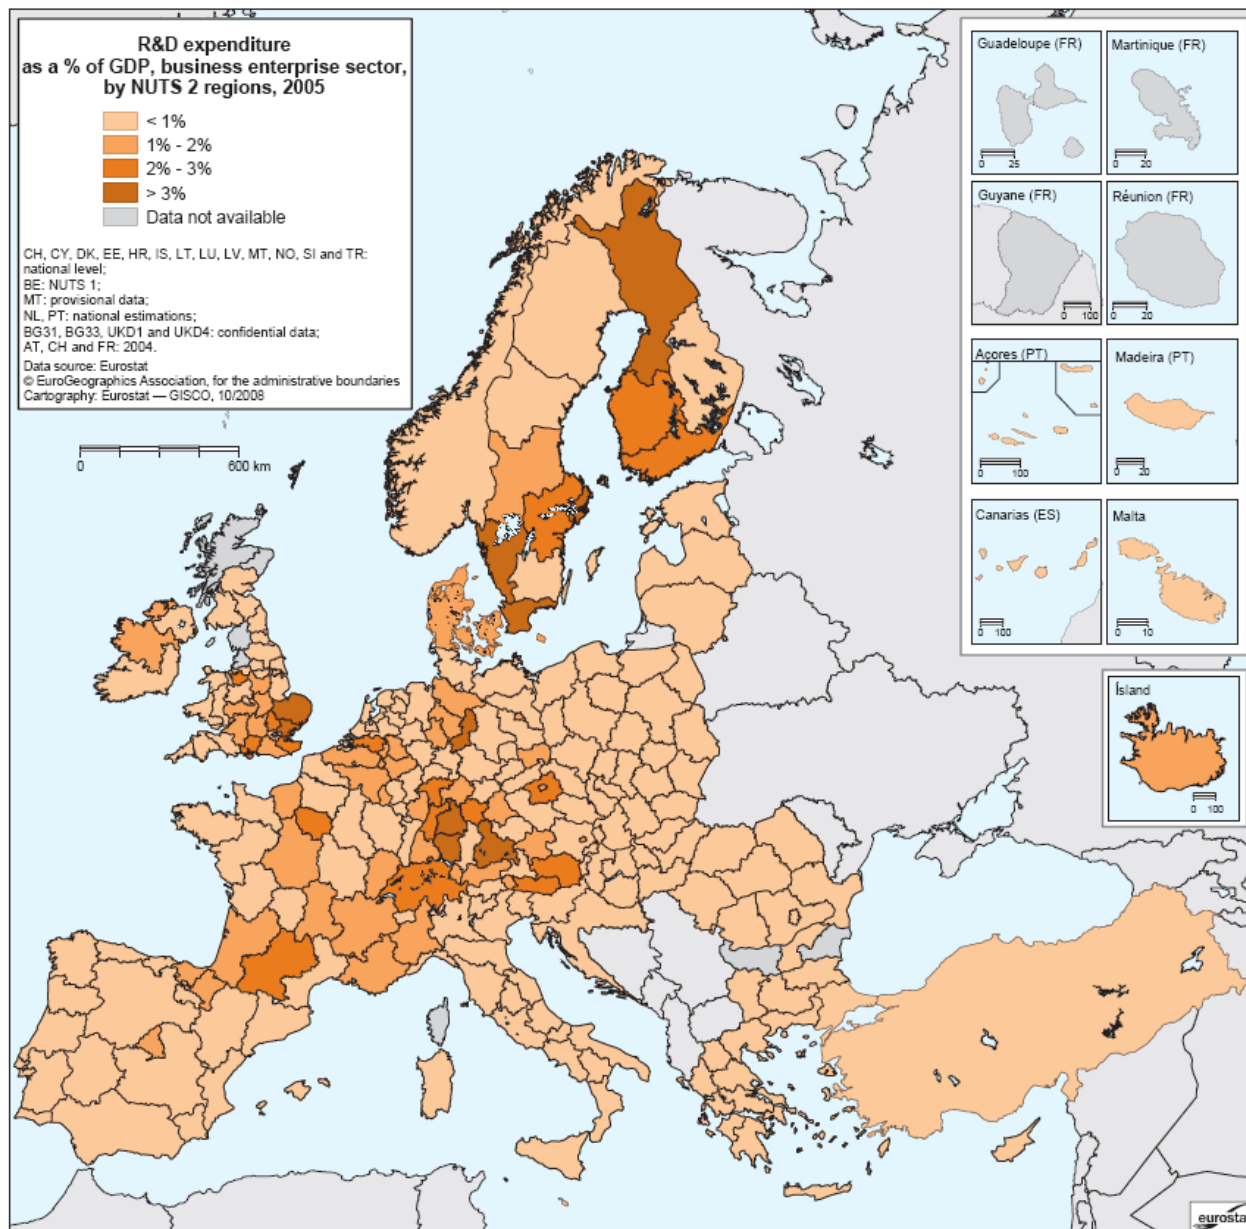 R&D expenditure
as a % of GDP, business enterprise sector,
by NUTS 2 regions, 2005
< 1%
1% - 2%
2% - 3%
> 3%
Data not available
CH, CY, DK, EE, HR, IS, LT, LU, LV, MT, NO, SI and TR:
national level;
BE: NUTS 1;
MT: provisional data;
NL, PT: national estimations;
BG31, BG33, UKD1 and UKD4: confidential data;
AT, CH and FR: 2004.
Data source: Eurostat
© EuroGeographics Association, for the administrative boundaries
Cartography: Eurostat — GISCO, 10/2008
0 600 km
Guadeloupe (FR)
0 25
Martinique (FR)
0 20
Guyane (FR)
0 100
Réunion (FR)
0 20
Açores (PT)
0 100
Madeira (PT)
0 20
Canarias (ES)
0 100
Malta
0 10
Ísland
0 100
eurosta